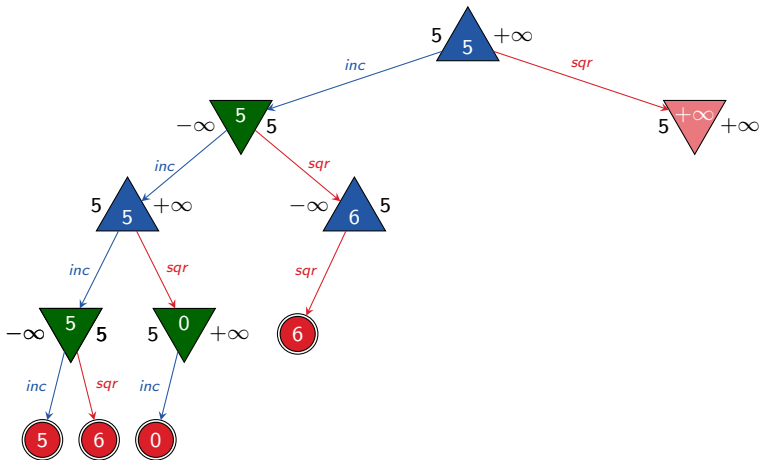 5 5 +∞
inc sqr
−∞ 5 5 5 +∞ +∞
inc sqr
5 5 +∞ −∞ 6 5
inc sqr sqr
−∞ 5 5 5 0 +∞ 6
inc sqr inc
5 6 0